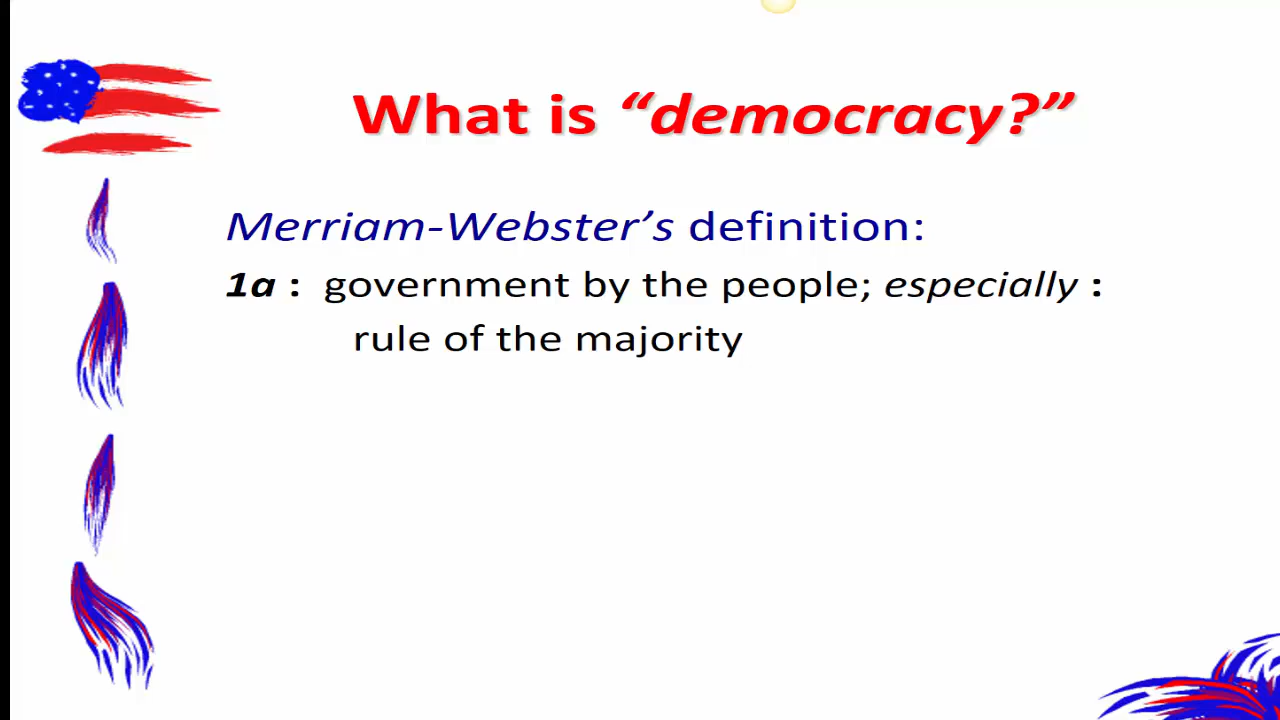 What is “democracy?”
Merriam-Webster’s definition:
1a : government by the people; especially :
rule of the majority